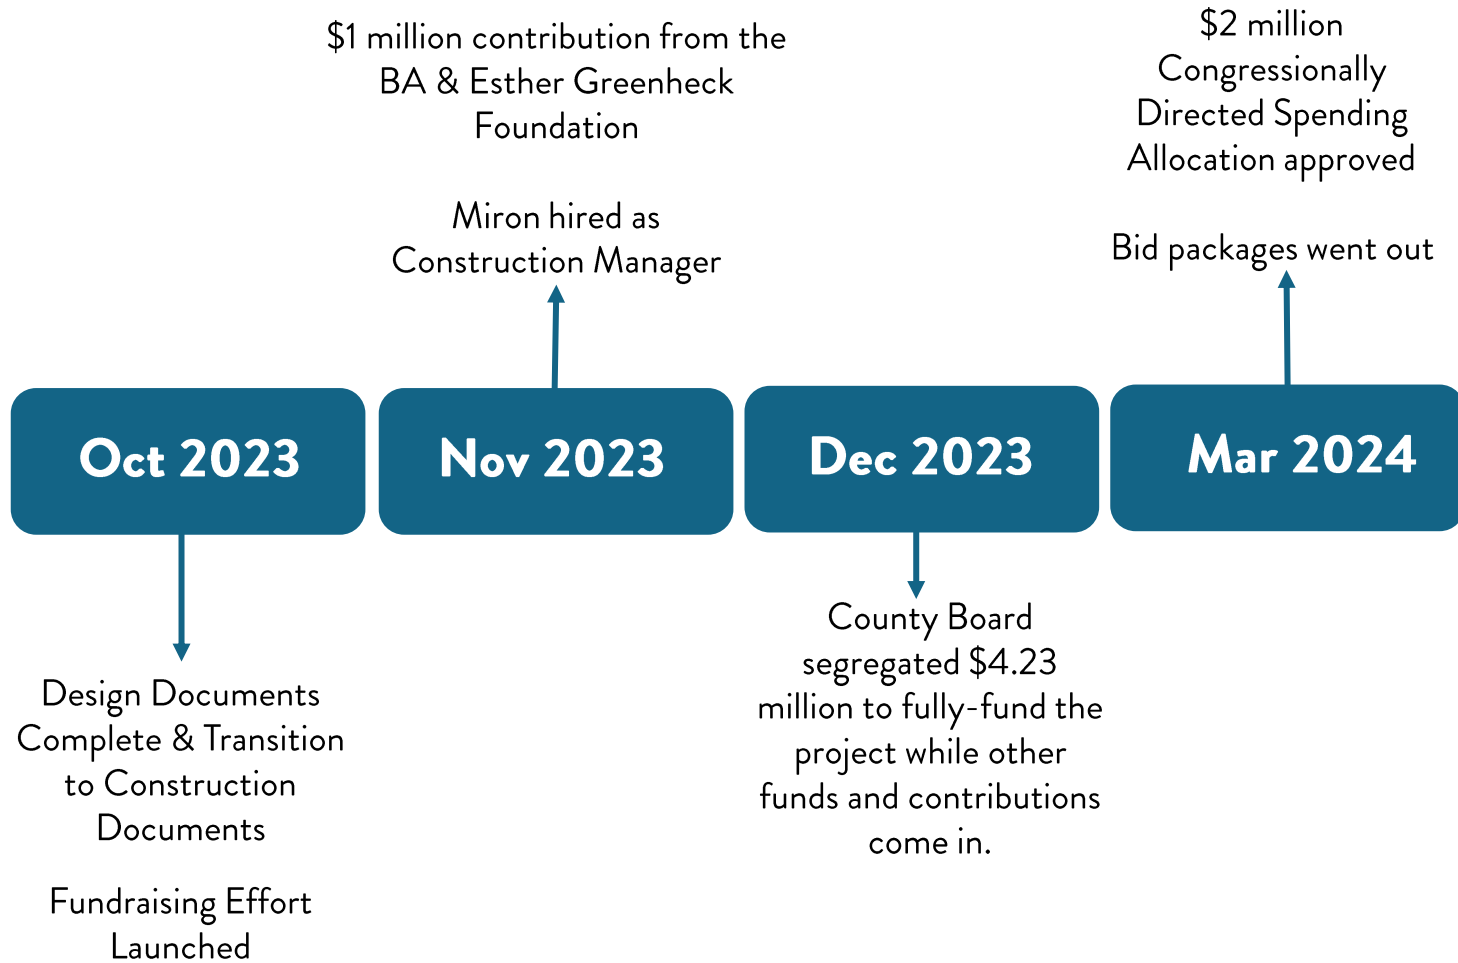 $1 million contribution from the
BA & Esther Greenheck
Foundation
Miron hired as
Construction Manager
$2 million
Congressionally
Directed Spending
Allocation approved
Bid packages went out
Oct 2023
Nov 2023
Dec 2023
Mar 2024
Design Documents
Complete & Transition
to Construction
Documents
Fundraising Effort
Launched
County Board
segregated $4.23
million to fully-fund the
project while other
funds and contributions
come in.